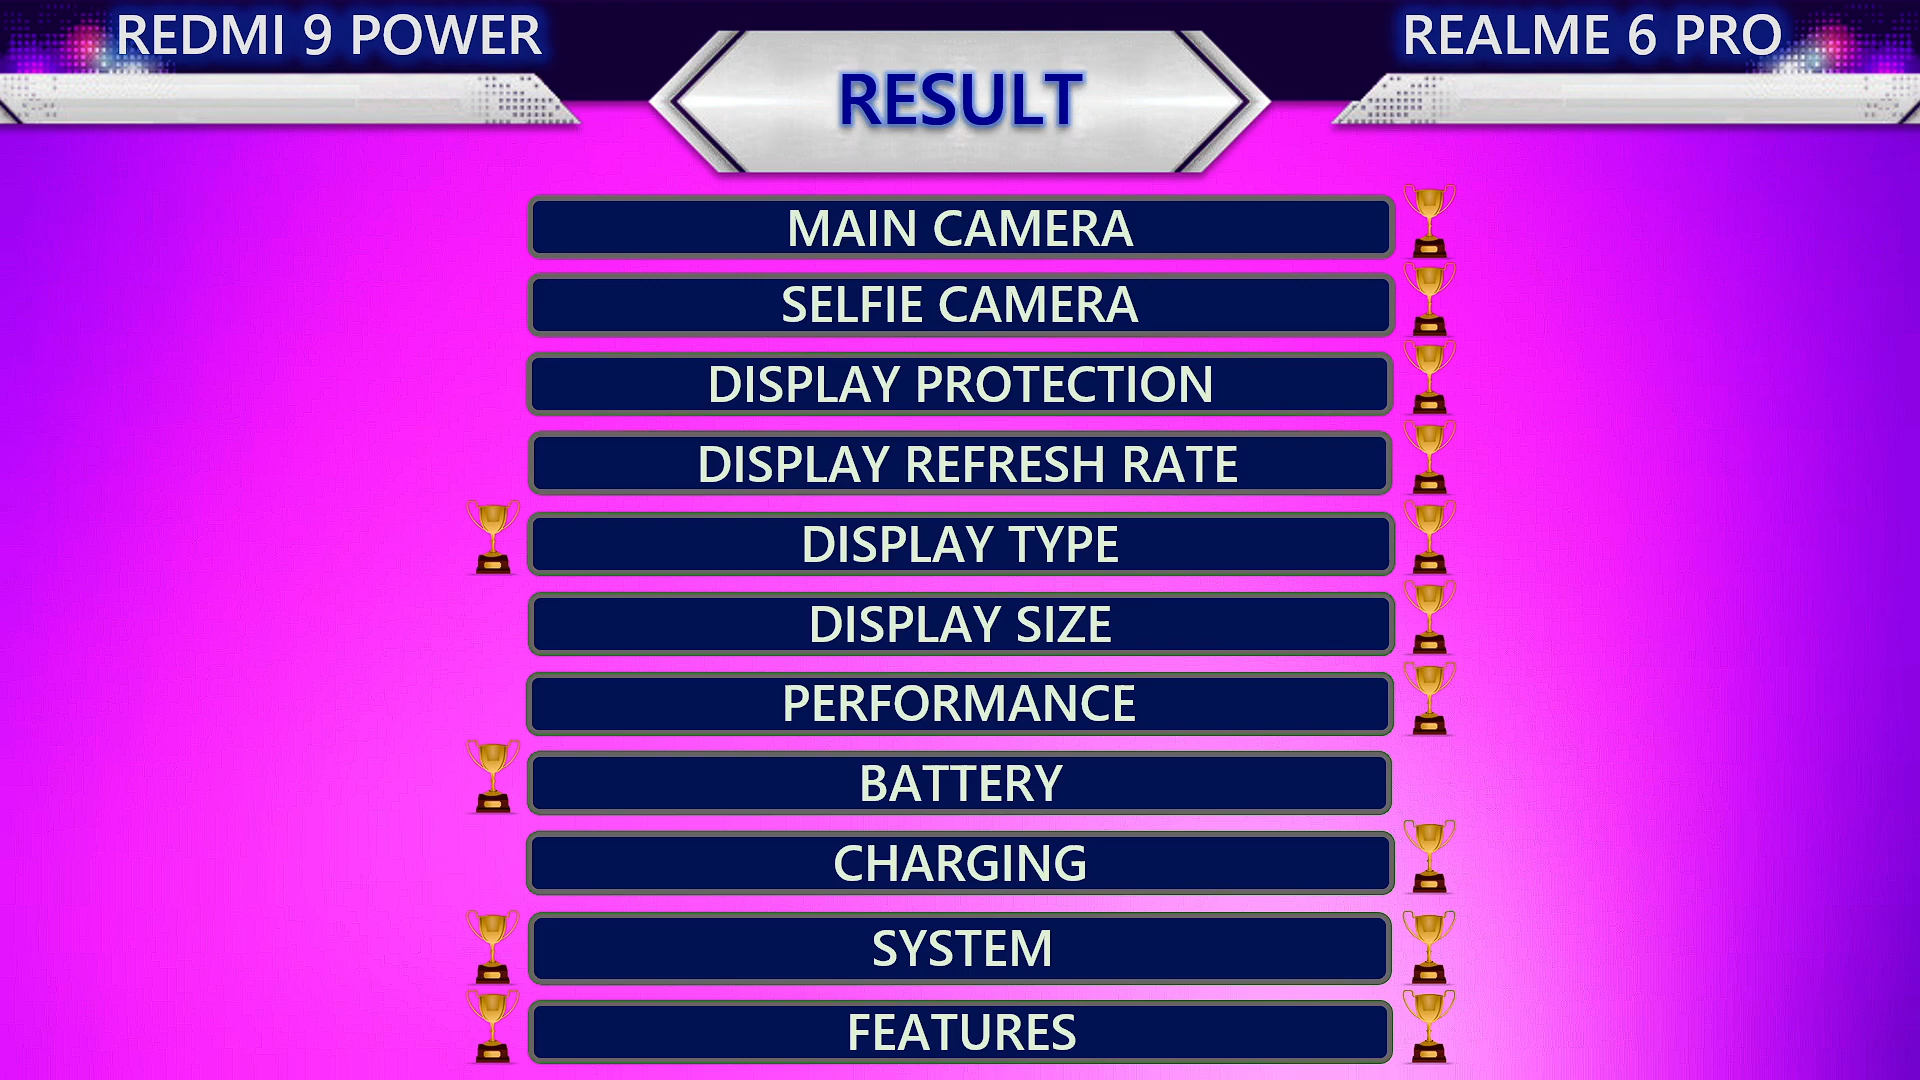 REDMI 9 POWER
RESULT
REALME 6 PRO
MAIN CAMERA
SELFIE CAMERA
DISPLAY PROTECTION
DISPLAY REFRESH RATE
DISPLAY TYPE
DISPLAY SIZE
PERFORMANCE
BATTERY
CHARGING
SYSTEM
FEATURES